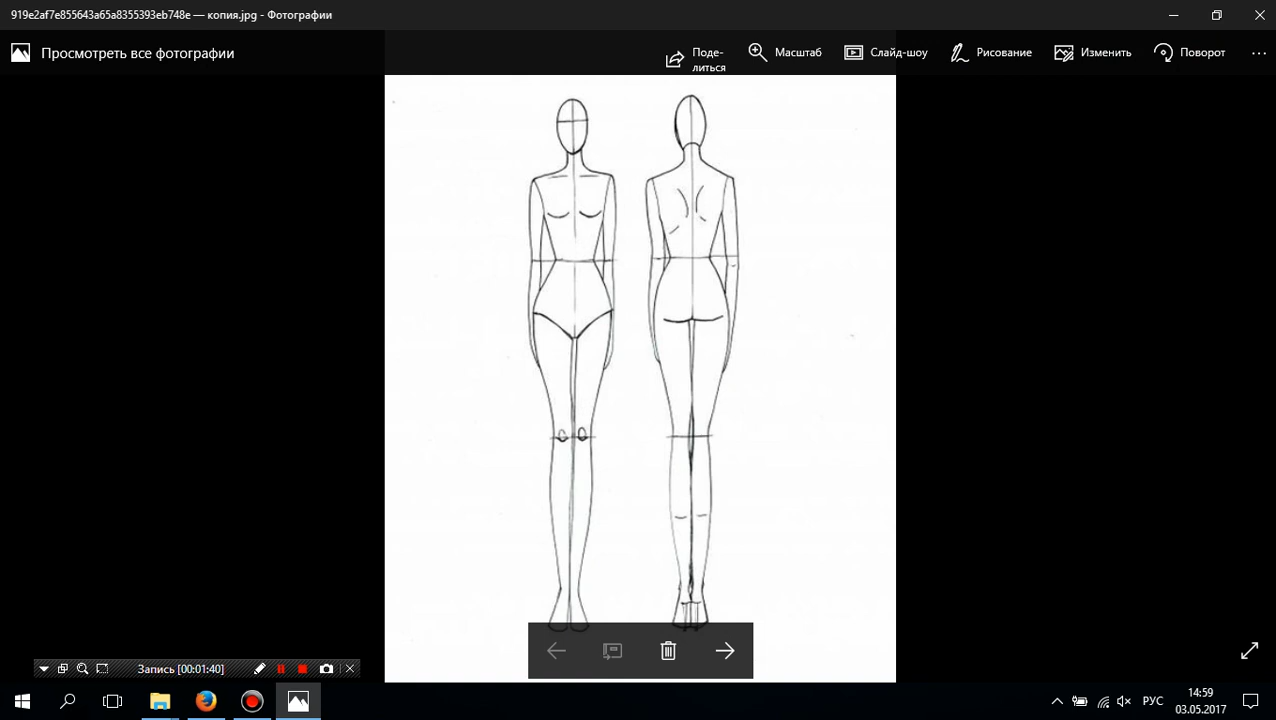 919e2af7e855643a65a8355393eb748e — копия.jpg - Фотографии
Просмотреть все фотографии
Поде-
литься
Масштаб
Слайд-шоу
Рисование
Изменить
Поворот
Запись [00:01:40]
РУС
14:59
03.05.2017